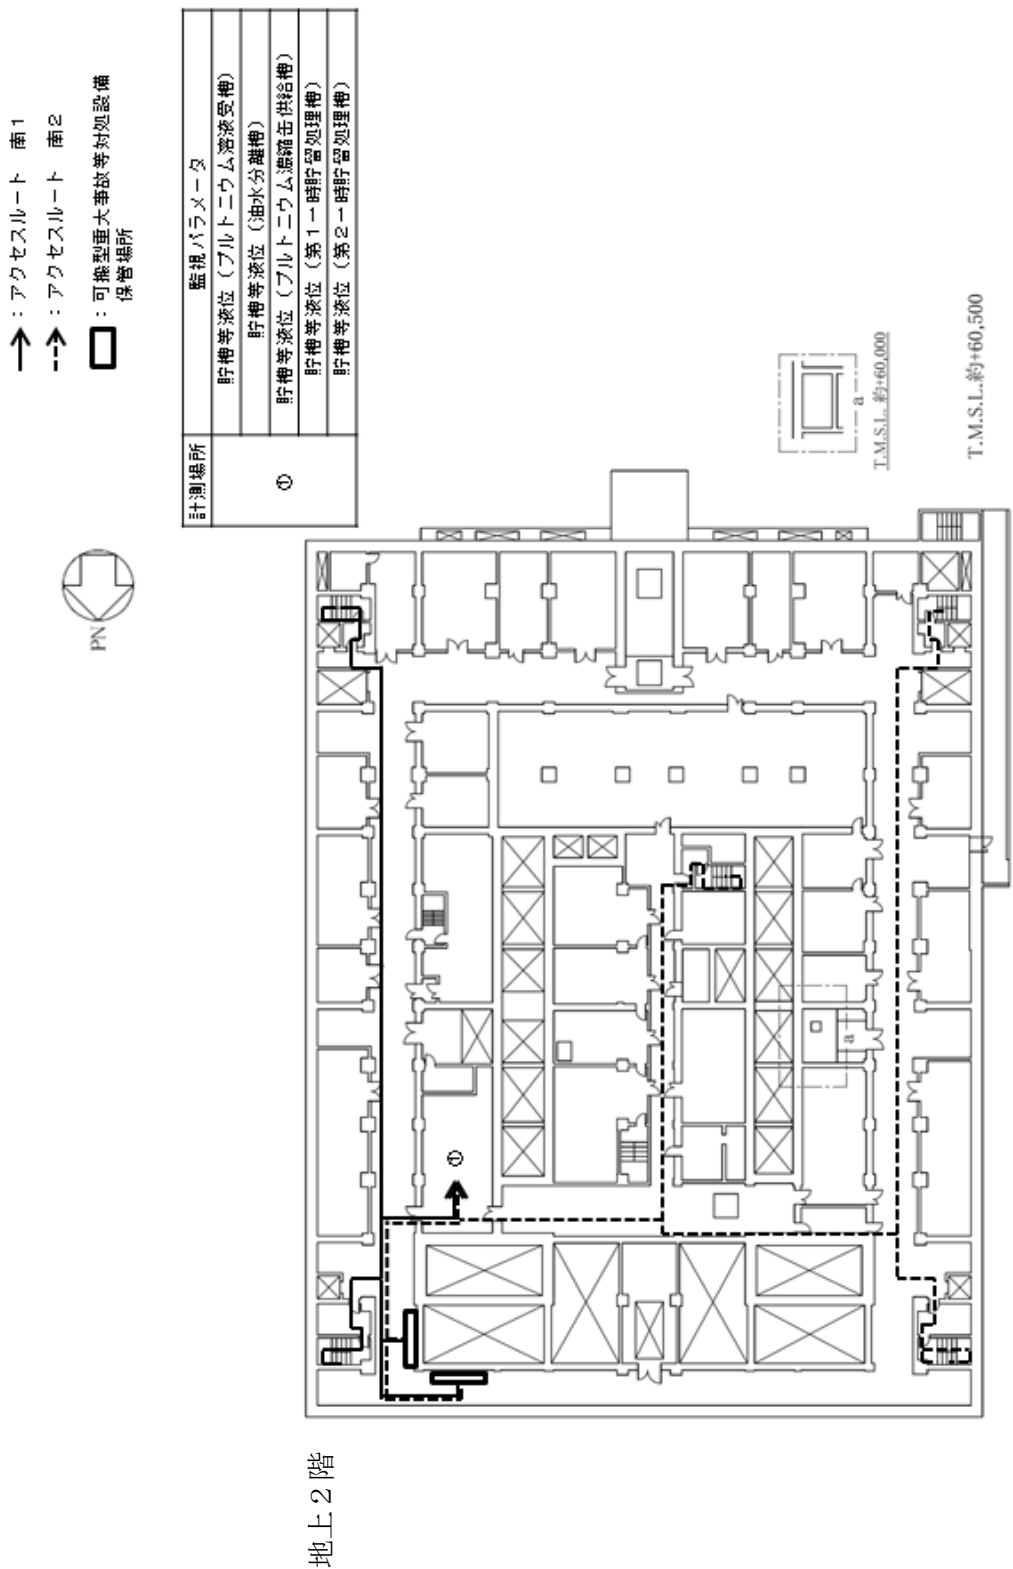 ：アクセスルート　南1
：アクセスルート　南2
：可搬型重大事故等対処設備
保管場所
計測場所
監視パラメータ
①
貯槽等液位（プルトニウム溶液受槽）
貯槽等液位（油水分離槽）
貯槽等液位（プルトニウム濃縮缶供給槽）
貯槽等液位（第1一時貯留処理槽）
貯槽等液位（第2一時貯留処理槽）
PN
a
T.M.S.L. 約+60,000
T.M.S.L.約+60,500
①
a
地上２階